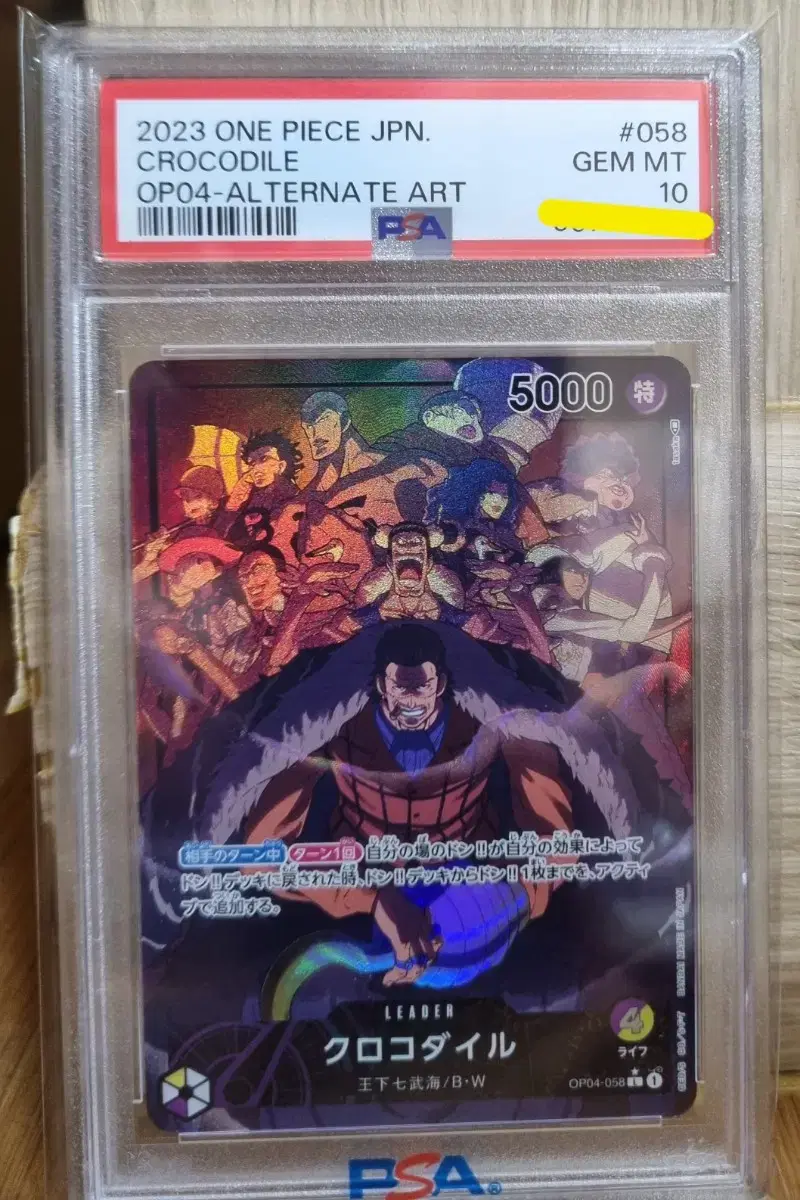 2023 ONE PIECE JPN.
#058
CROCODILE
GEM MT
OP04-ALTERNATE ART
10
PSA
5000
特
相手のターン中 ターン1回 自分の場のドン!!が自分の効果によって
ドン!!デッキに戻された時、ドン!!デッキからドン!!1枚までを、アクティ
ブで追加する。
LEADER
クロコダイル
王下七武海/B・W
4
ライフ
OP04-058 L 1
PSA